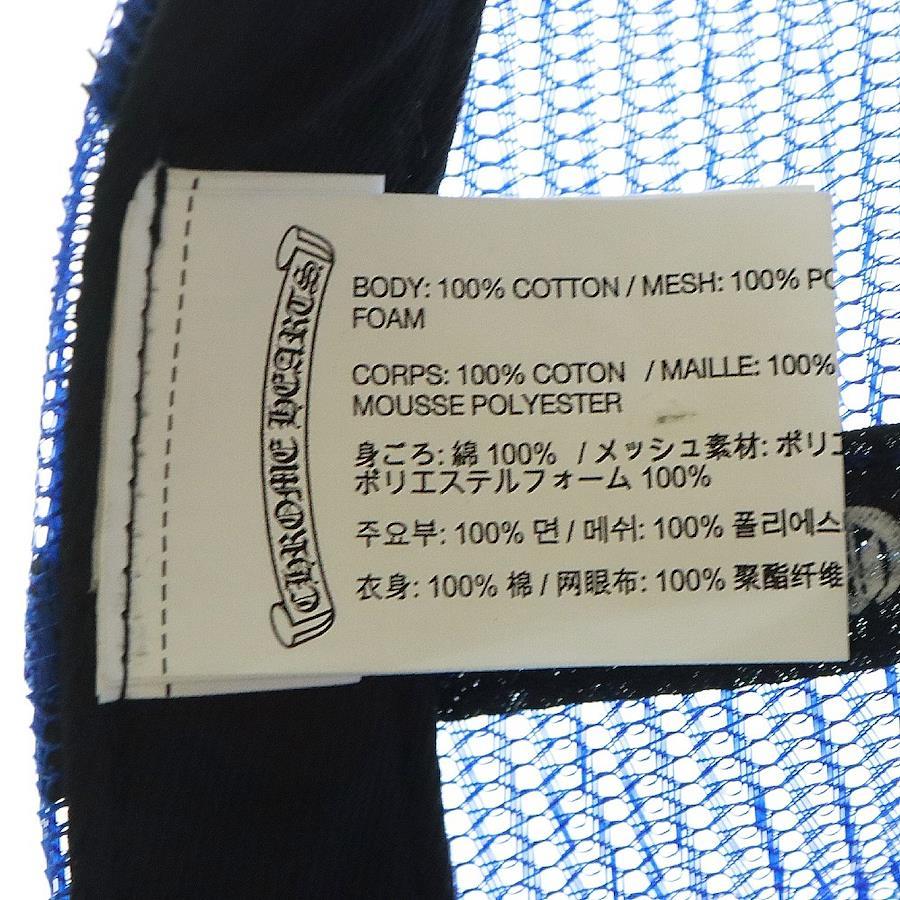 CHROME HEARTS
BODY: 100% COTTON / MESH: 100% PO
FOAM
CORPS: 100% COTON / MAILLE: 100%
MOUSSE POLYESTER
身ごろ: 綿 100% / メッシュ素材: ポリエ
ポリエステルフォーム 100%
주요부: 100% 면 / 메쉬: 100% 폴리에스
衣身: 100% 棉 / 网眼布: 100% 聚酯纤维